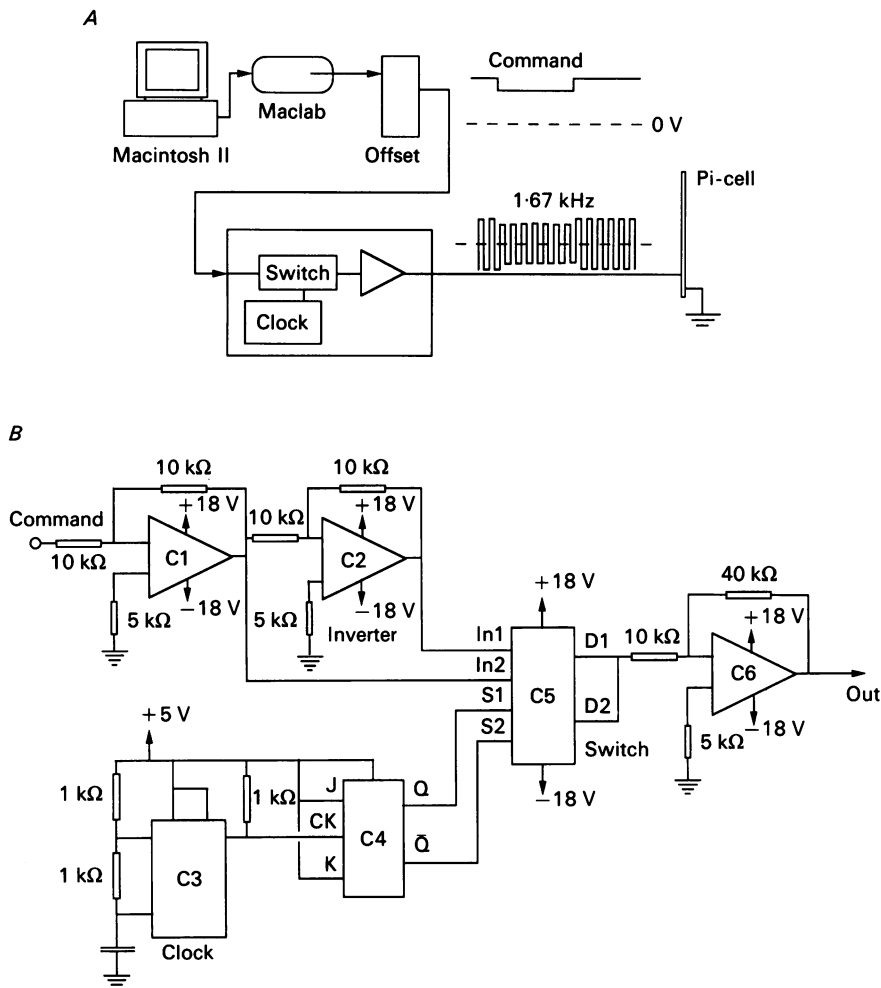 A
Command
0 V
Macintosh II
Maclab
Offset
Pi-cell
1·67 kHz
Switch
Clock
B
10 kΩ
10 kΩ
+18 V
+18 V
Command
10 kΩ
10 kΩ
C1
C2
−18 V
−18 V
5 kΩ
5 kΩ
Inverter
+18 V
40 kΩ
+18 V
10 kΩ
In1
D1
In2
C5
C6
S1
D2
Out
S2
5 kΩ
−18 V
Switch
−18 V
+5 V
1 kΩ
1 kΩ
J
Q
CK
C4
1 kΩ
C3
K
Q̄
Clock